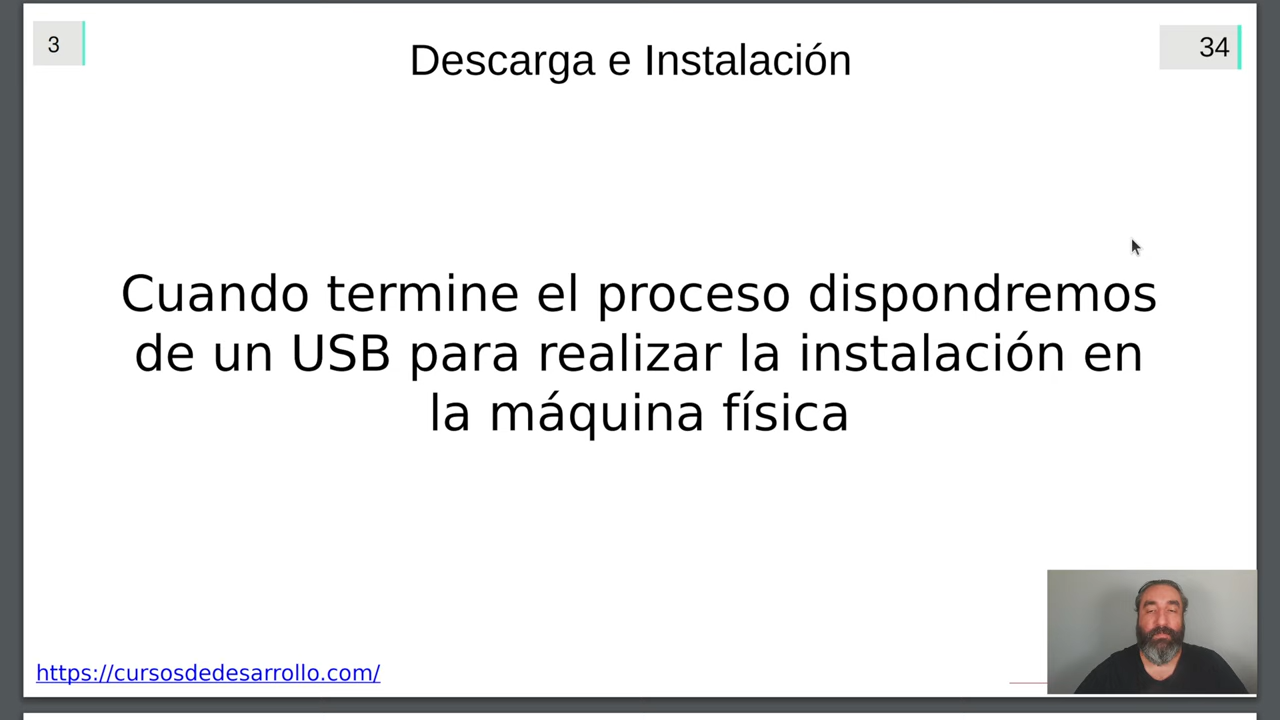 3
Descarga e Instalación
34
Cuando termine el proceso dispondremos
de un USB para realizar la instalación en
la máquina física
https://cursosdedesarrollo.com/